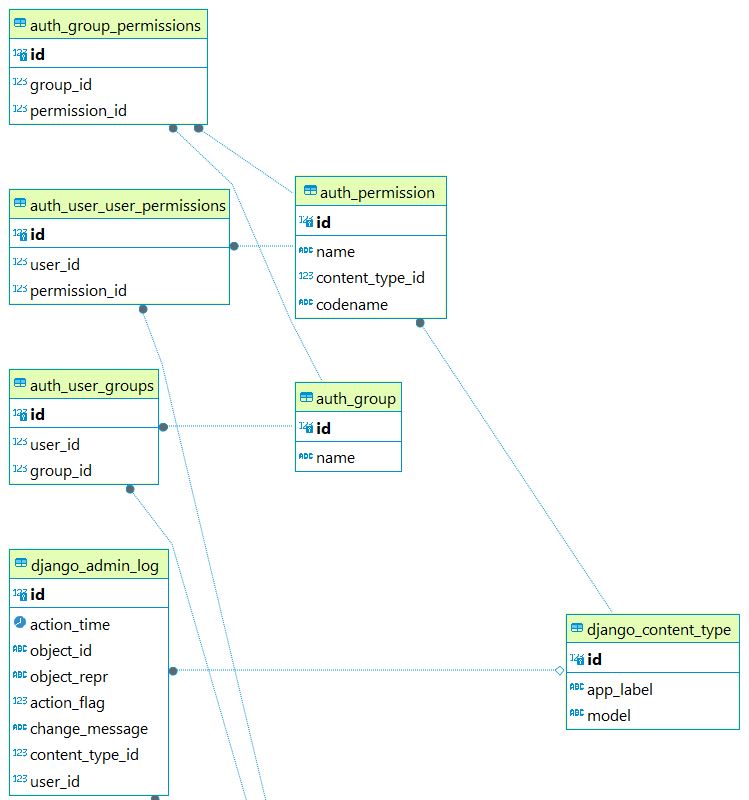 auth_group_permissions
123 id
123 group_id
123 permission_id
auth_user_user_permissions
123 id
123 user_id
123 permission_id
auth_permission
123 id
ABC name
123 content_type_id
ABC codename
auth_user_groups
123 id
123 user_id
123 group_id
auth_group
123 id
ABC name
django_admin_log
123 id
action_time
ABC object_id
ABC object_repr
123 action_flag
ABC change_message
123 content_type_id
123 user_id
django_content_type
123 id
ABC app_label
ABC model